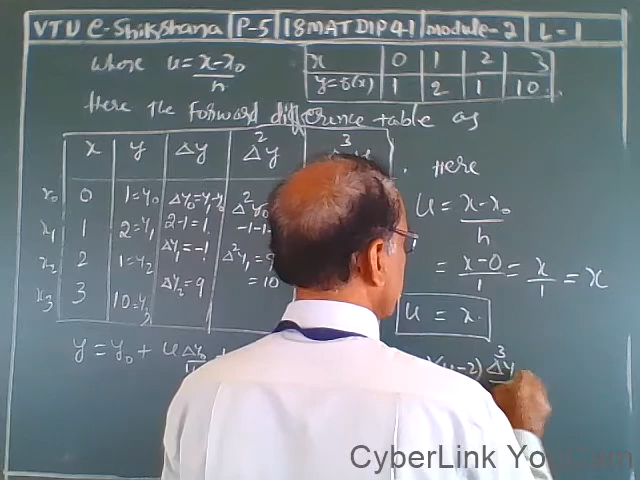 VTU e-Shikshana P-5 18MATDIP41 module-2 L-1
where u = x-x₀/h
x 0 1 2 3
y=f(x) 1 2 1 10
Here the forward difference table as
x y Δy Δ²y Δ³y
x₀ 0 1=y₀ Δy₀=y₁-y₀ Δ²y₀
2-1=1 -1-1
x₁ 1 2=y₁ Δy₁=-1
x₂ 2 1=y₂ Δ²y₁=9
Δy₂=9 =10
x₃ 3 10=y₃
Here
u = x-x₀/h
= x-0/1 = x/1 = x
u = x.
y = y₀ + u Δy₀ +
(u-2) Δ³y
CyberLink YouCam